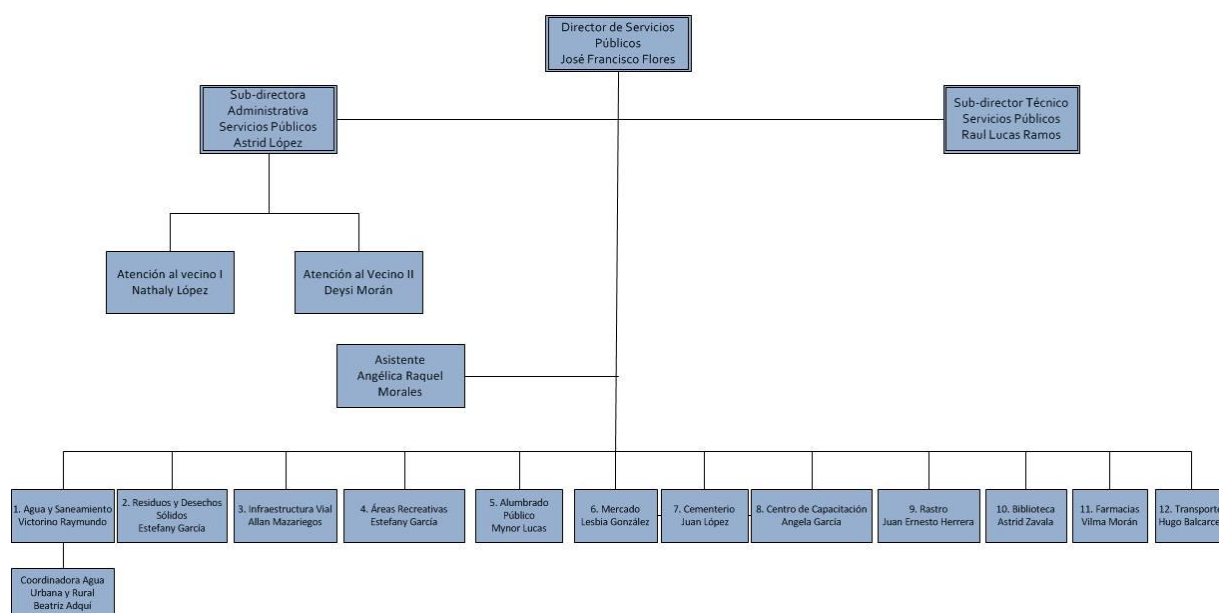 Director de Servicios
Públicos
José Francisco Flores
Sub-directora
Administrativa
Servicios Públicos
Astrid López
Sub-director Técnico
Servicios Públicos
Raul Lucas Ramos
Atención al vecino I
Nathaly López
Atención al Vecino II
Deysi Morán
Asistente
Angélica Raquel
Morales
1. Agua y Saneamiento
Victorino Raymundo
2. Residuos y Desechos
Sólidos
Estefany García
3. Infraestructura Vial
Allan Mazariegos
4. Áreas Recreativas
Estefany García
5. Alumbrado
Público
Mynor Lucas
6. Mercado
Lesbia González
7. Cementerio
Juan López
8. Centro de Capacitación
Angela García
9. Rastro
Juan Ernesto Herrera
10. Biblioteca
Astrid Zavala
11. Farmacias
Vilma Morán
12. Transporte
Hugo Balcarce
Coordinadora Agua
Urbana y Rural
Beatriz Adquí